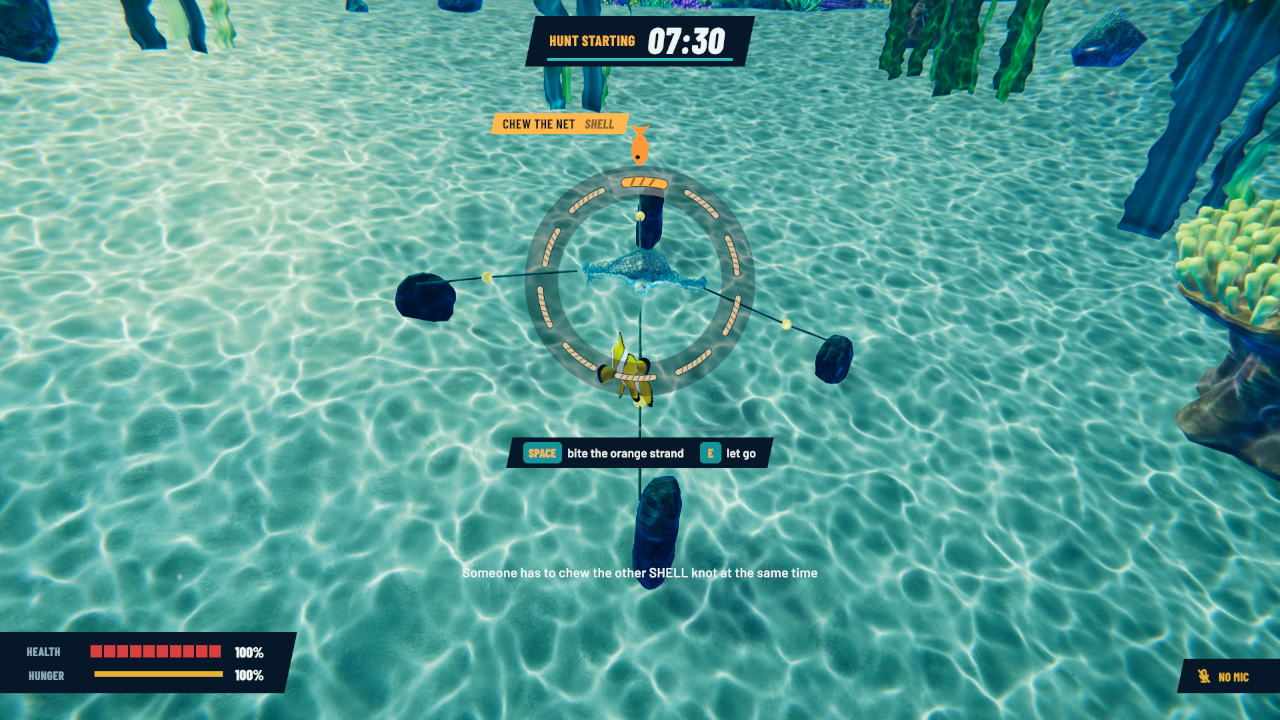 HUNT STARTING 07:30
CHEW THE NET SHELL
SPACE bite the orange strand E let go
Someone has to chew the other SHELL knot at the same time
HEALTH 100%
HUNGER 100%
NO MIC